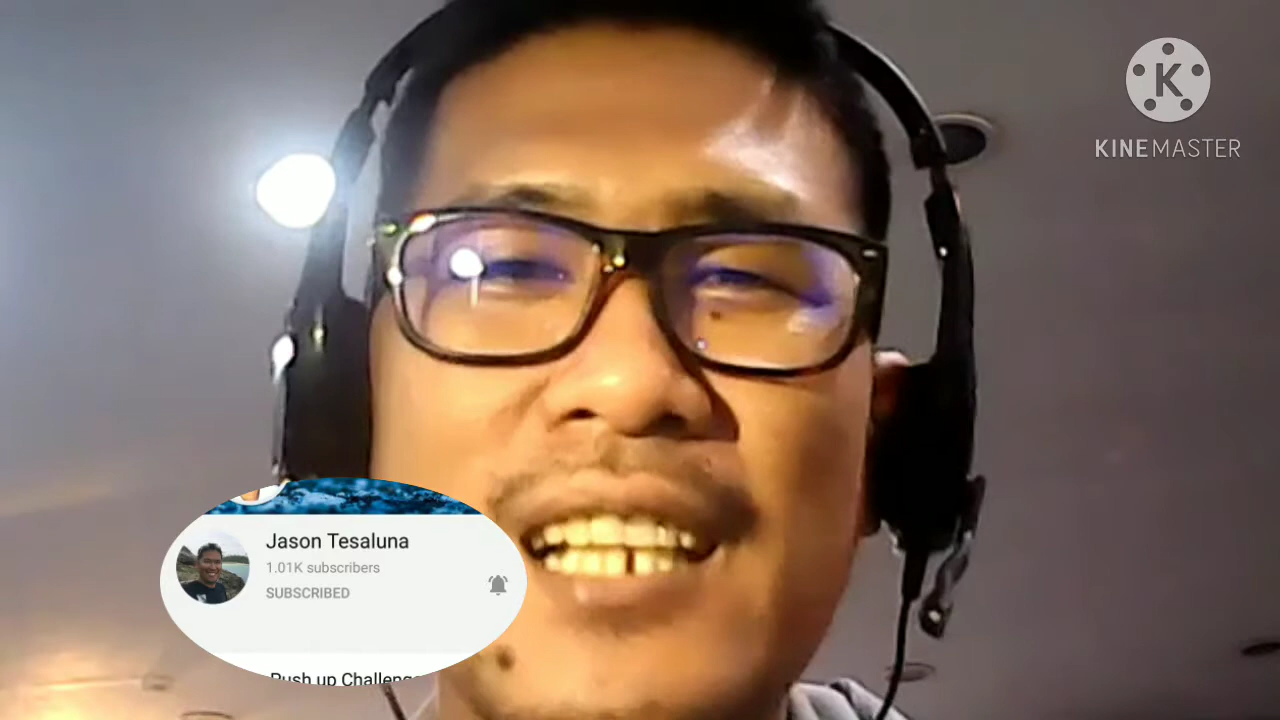 K
KINEMASTER
Jason Tesaluna
1.01K subscribers
SUBSCRIBED
Push up Challenge